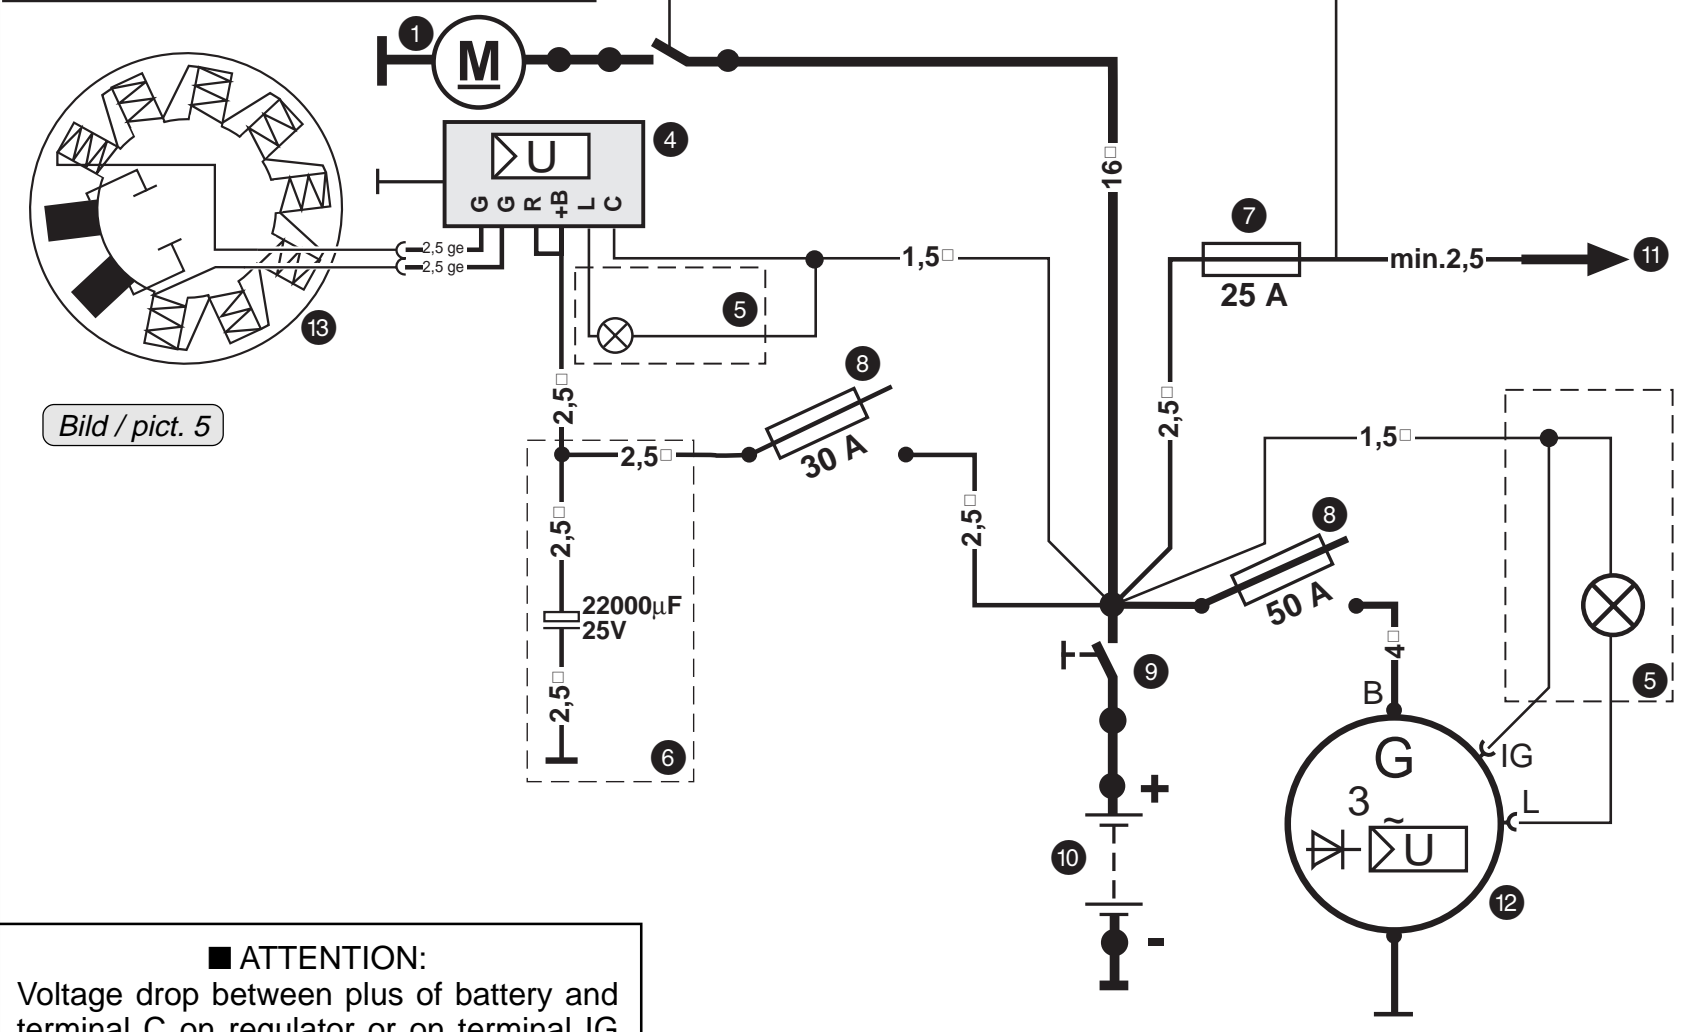 1
M
4
U
G G R +B L C
16□
7
2,5 ge
2,5 ge
1,5□
min.2,5
11
25 A
5
13
8
2,5□
2,5□
Bild / pict. 5
1,5□
2,5□
30 A
8
2,5□
2,5□
22000μF
25V
50 A
4□
9
2,5□
B
5
6
G
IG
+
3 ~
L
U
10
12
-
■ ATTENTION:
Voltage drop between plus of battery and
terminal C on regulator or on terminal IG